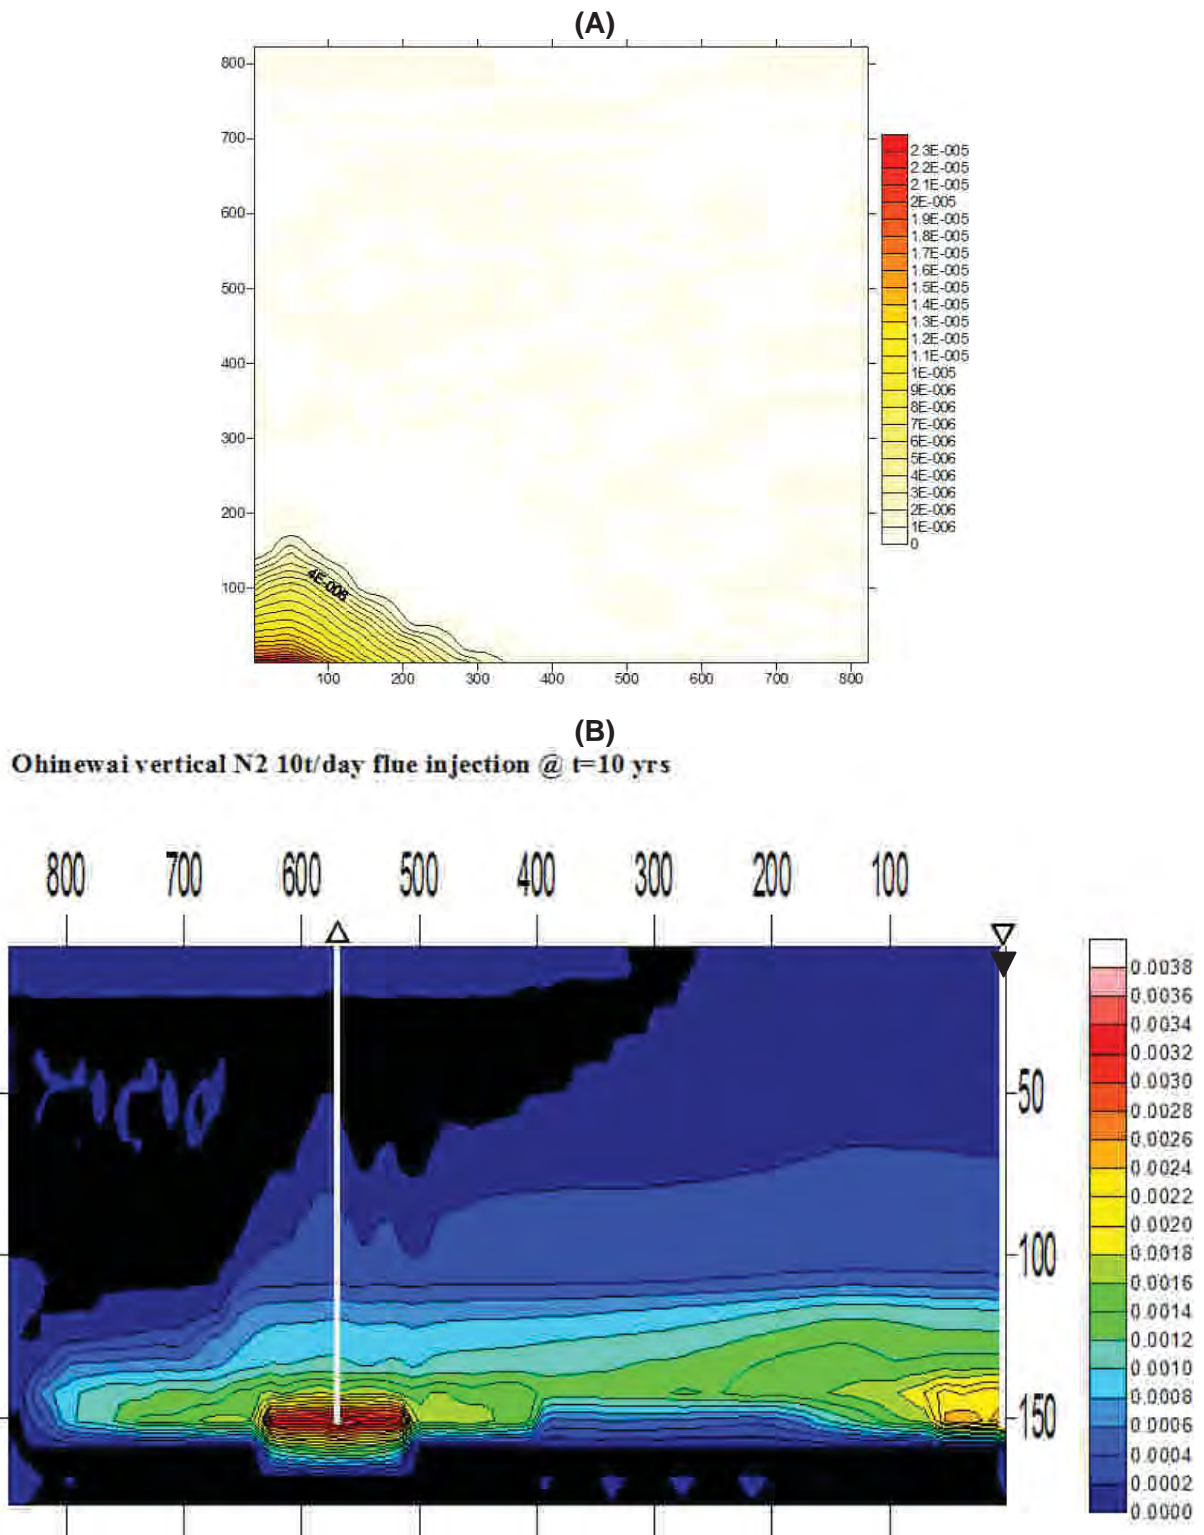 (A)
800
700
600
500
400
300
200
100
4E-006
100 200 300 400 500 600 700 800
2.3E-005
2.2E-005
2.1E-005
2E-005
1.9E-005
1.8E-005
1.7E-005
1.6E-005
1.5E-005
1.4E-005
1.3E-005
1.2E-005
1.1E-005
1E-005
9E-006
8E-006
7E-006
6E-006
5E-006
4E-006
3E-006
2E-006
1E-006
0
(B)
Ohinewai vertical N2 10t/day flue injection @ t=10 yrs
800 700 600 500 400 300 200 100
-50
-100
-150
0.0038
0.0036
0.0034
0.0032
0.0030
0.0028
0.0026
0.0024
0.0022
0.0020
0.0018
0.0016
0.0014
0.0012
0.0010
0.0008
0.0006
0.0004
0.0002
0.0000